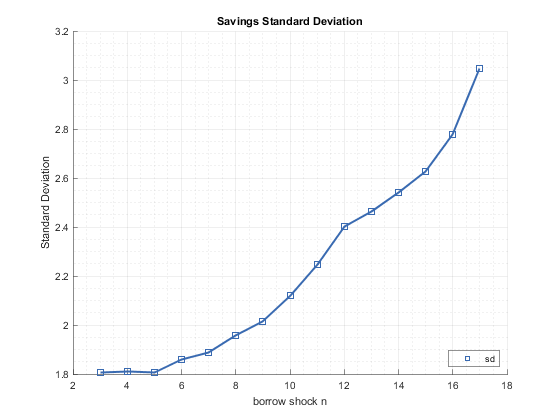 Savings Standard Deviation
3.2
3
2.8
2.6
2.4
2.2
2
1.8
Standard Deviation
sd
2 4 6 8 10 12 14 16 18
borrow shock n